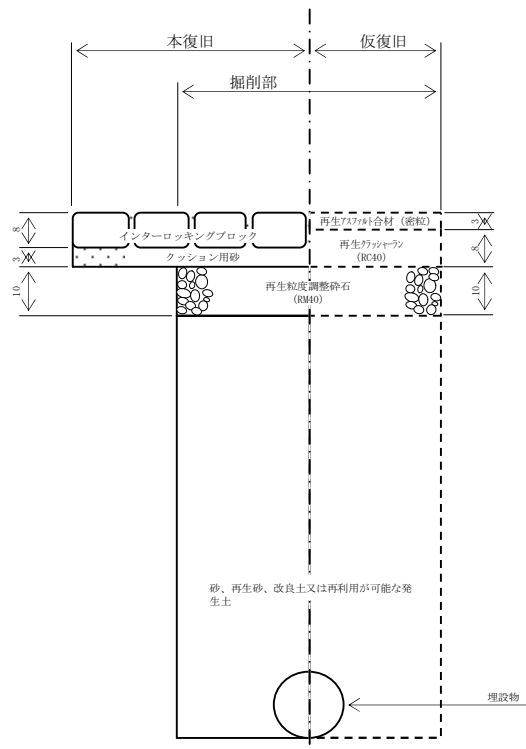 本復旧 仮復旧
掘削部
再生アスファルト合材(密粒) 3
8 インターロッキングブロック 再生クラッシャーラン 8
3 クッション用砂 (RC40)
10 再生粒度調整砕石 10
(RM40)
砂、再生砂、改良土又は再利用が可能な発
生土
埋設物